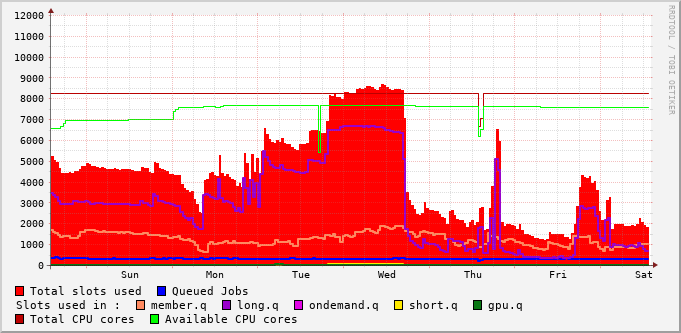 RRDTOOL / TOBI OETIKER
12000
11000
10000
9000
8000
7000
6000
5000
4000
3000
2000
1000
0
Sun Mon Tue Wed Thu Fri Sat
Total slots used Queued Jobs
Slots used in : member.q long.q ondemand.q short.q gpu.q
Total CPU cores Available CPU cores